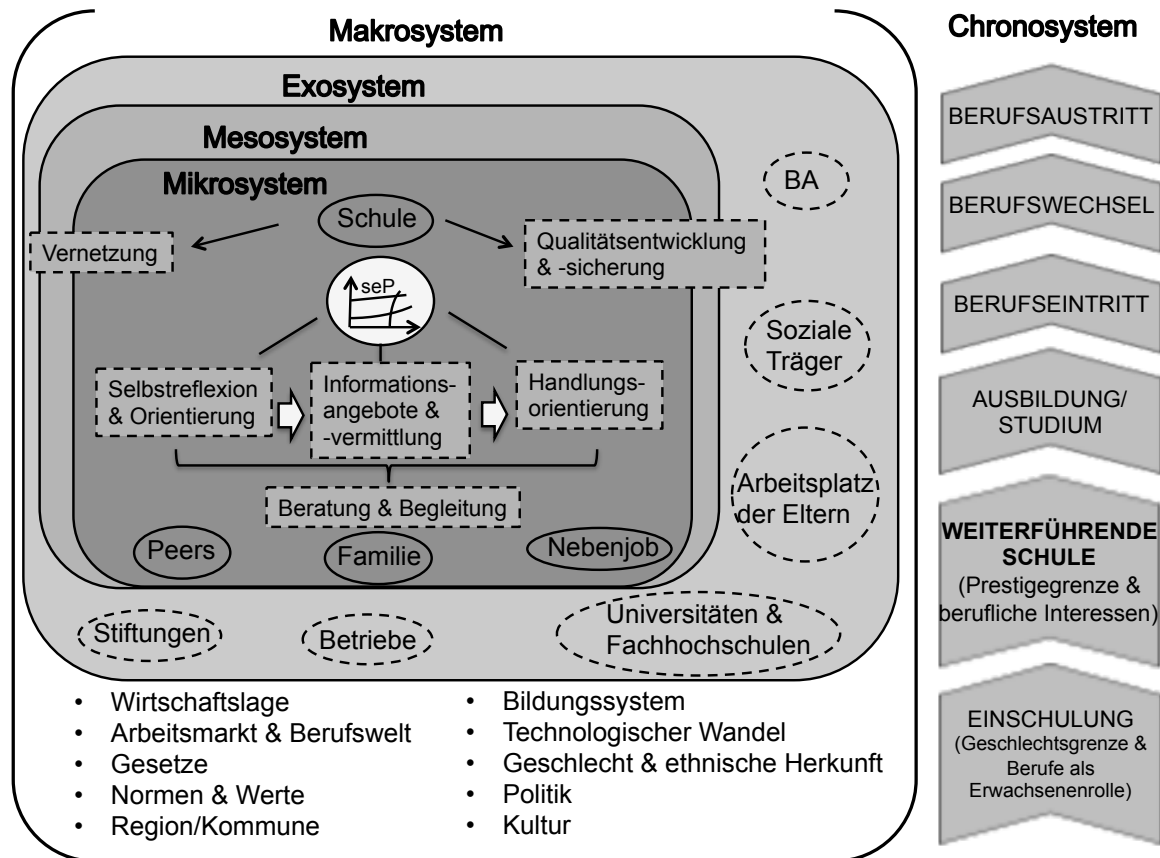 Makrosystem
Exosystem
Mesosystem
Mikrosystem
Schule
Vernetzung
Qualitätsentwicklung
& -sicherung
seP
Selbstreflexion
& Orientierung
Informations-
angebote &
-vermittlung
Handlungs-
orientierung
Beratung & Begleitung
Peers
Familie
Nebenjob
BA
Soziale
Träger
Arbeitsplatz
der Eltern
Stiftungen
Betriebe
Universitäten &
Fachhochschulen
• Wirtschaftslage
• Arbeitsmarkt & Berufswelt
• Gesetze
• Normen & Werte
• Region/Kommune
• Bildungssystem
• Technologischer Wandel
• Geschlecht & ethnische Herkunft
• Politik
• Kultur
Chronosystem
BERUFSAUSTRITT
BERUFSWECHSEL
BERUFSEINTRITT
AUSBILDUNG/
STUDIUM
WEITERFÜHRENDE
SCHULE
(Prestigegrenze &
berufliche Interessen)
EINSCHULUNG
(Geschlechtsgrenze &
Berufe als
Erwachsenenrolle)